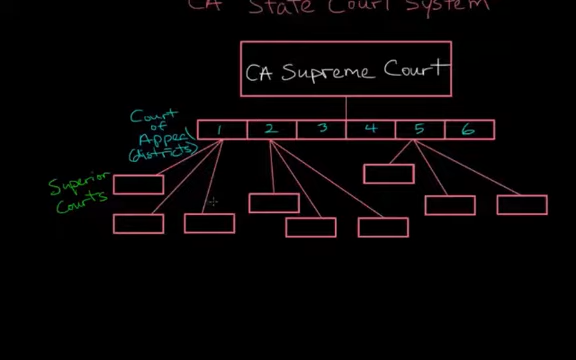 CA State Court System
CA Supreme Court
Court
of
Appeal
(districts)
1 2 3 4 5 6
Superior
Courts